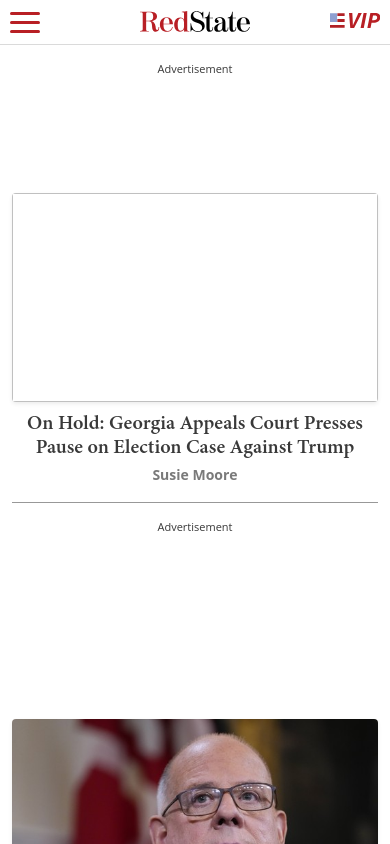 RedState
VIP
Advertisement
On Hold: Georgia Appeals Court Presses
Pause on Election Case Against Trump
Susie Moore
Advertisement